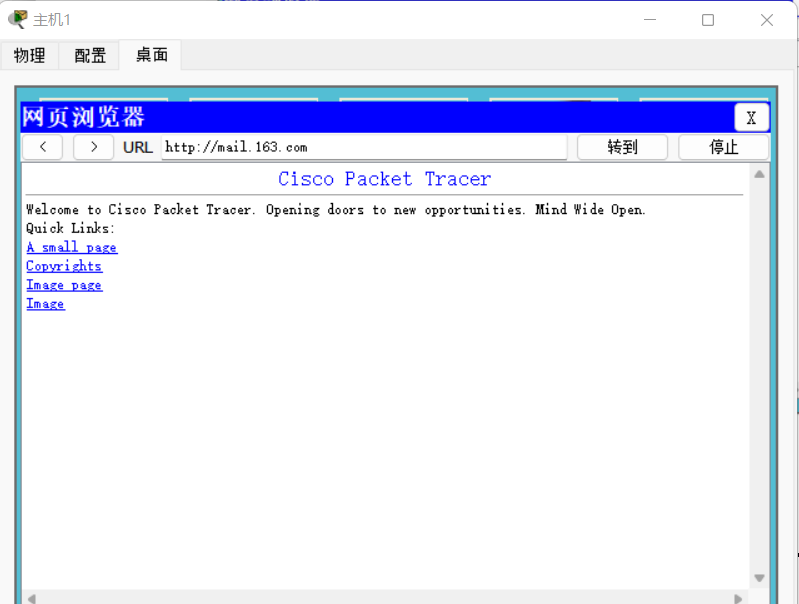 主机1
物理 配置 桌面
网页浏览器 X
< > URL http://mail.163.com 转到 停止
Cisco Packet Tracer
Welcome to Cisco Packet Tracer. Opening doors to new opportunities. Mind Wide Open.
Quick Links:
A small page
Copyrights
Image page
Image